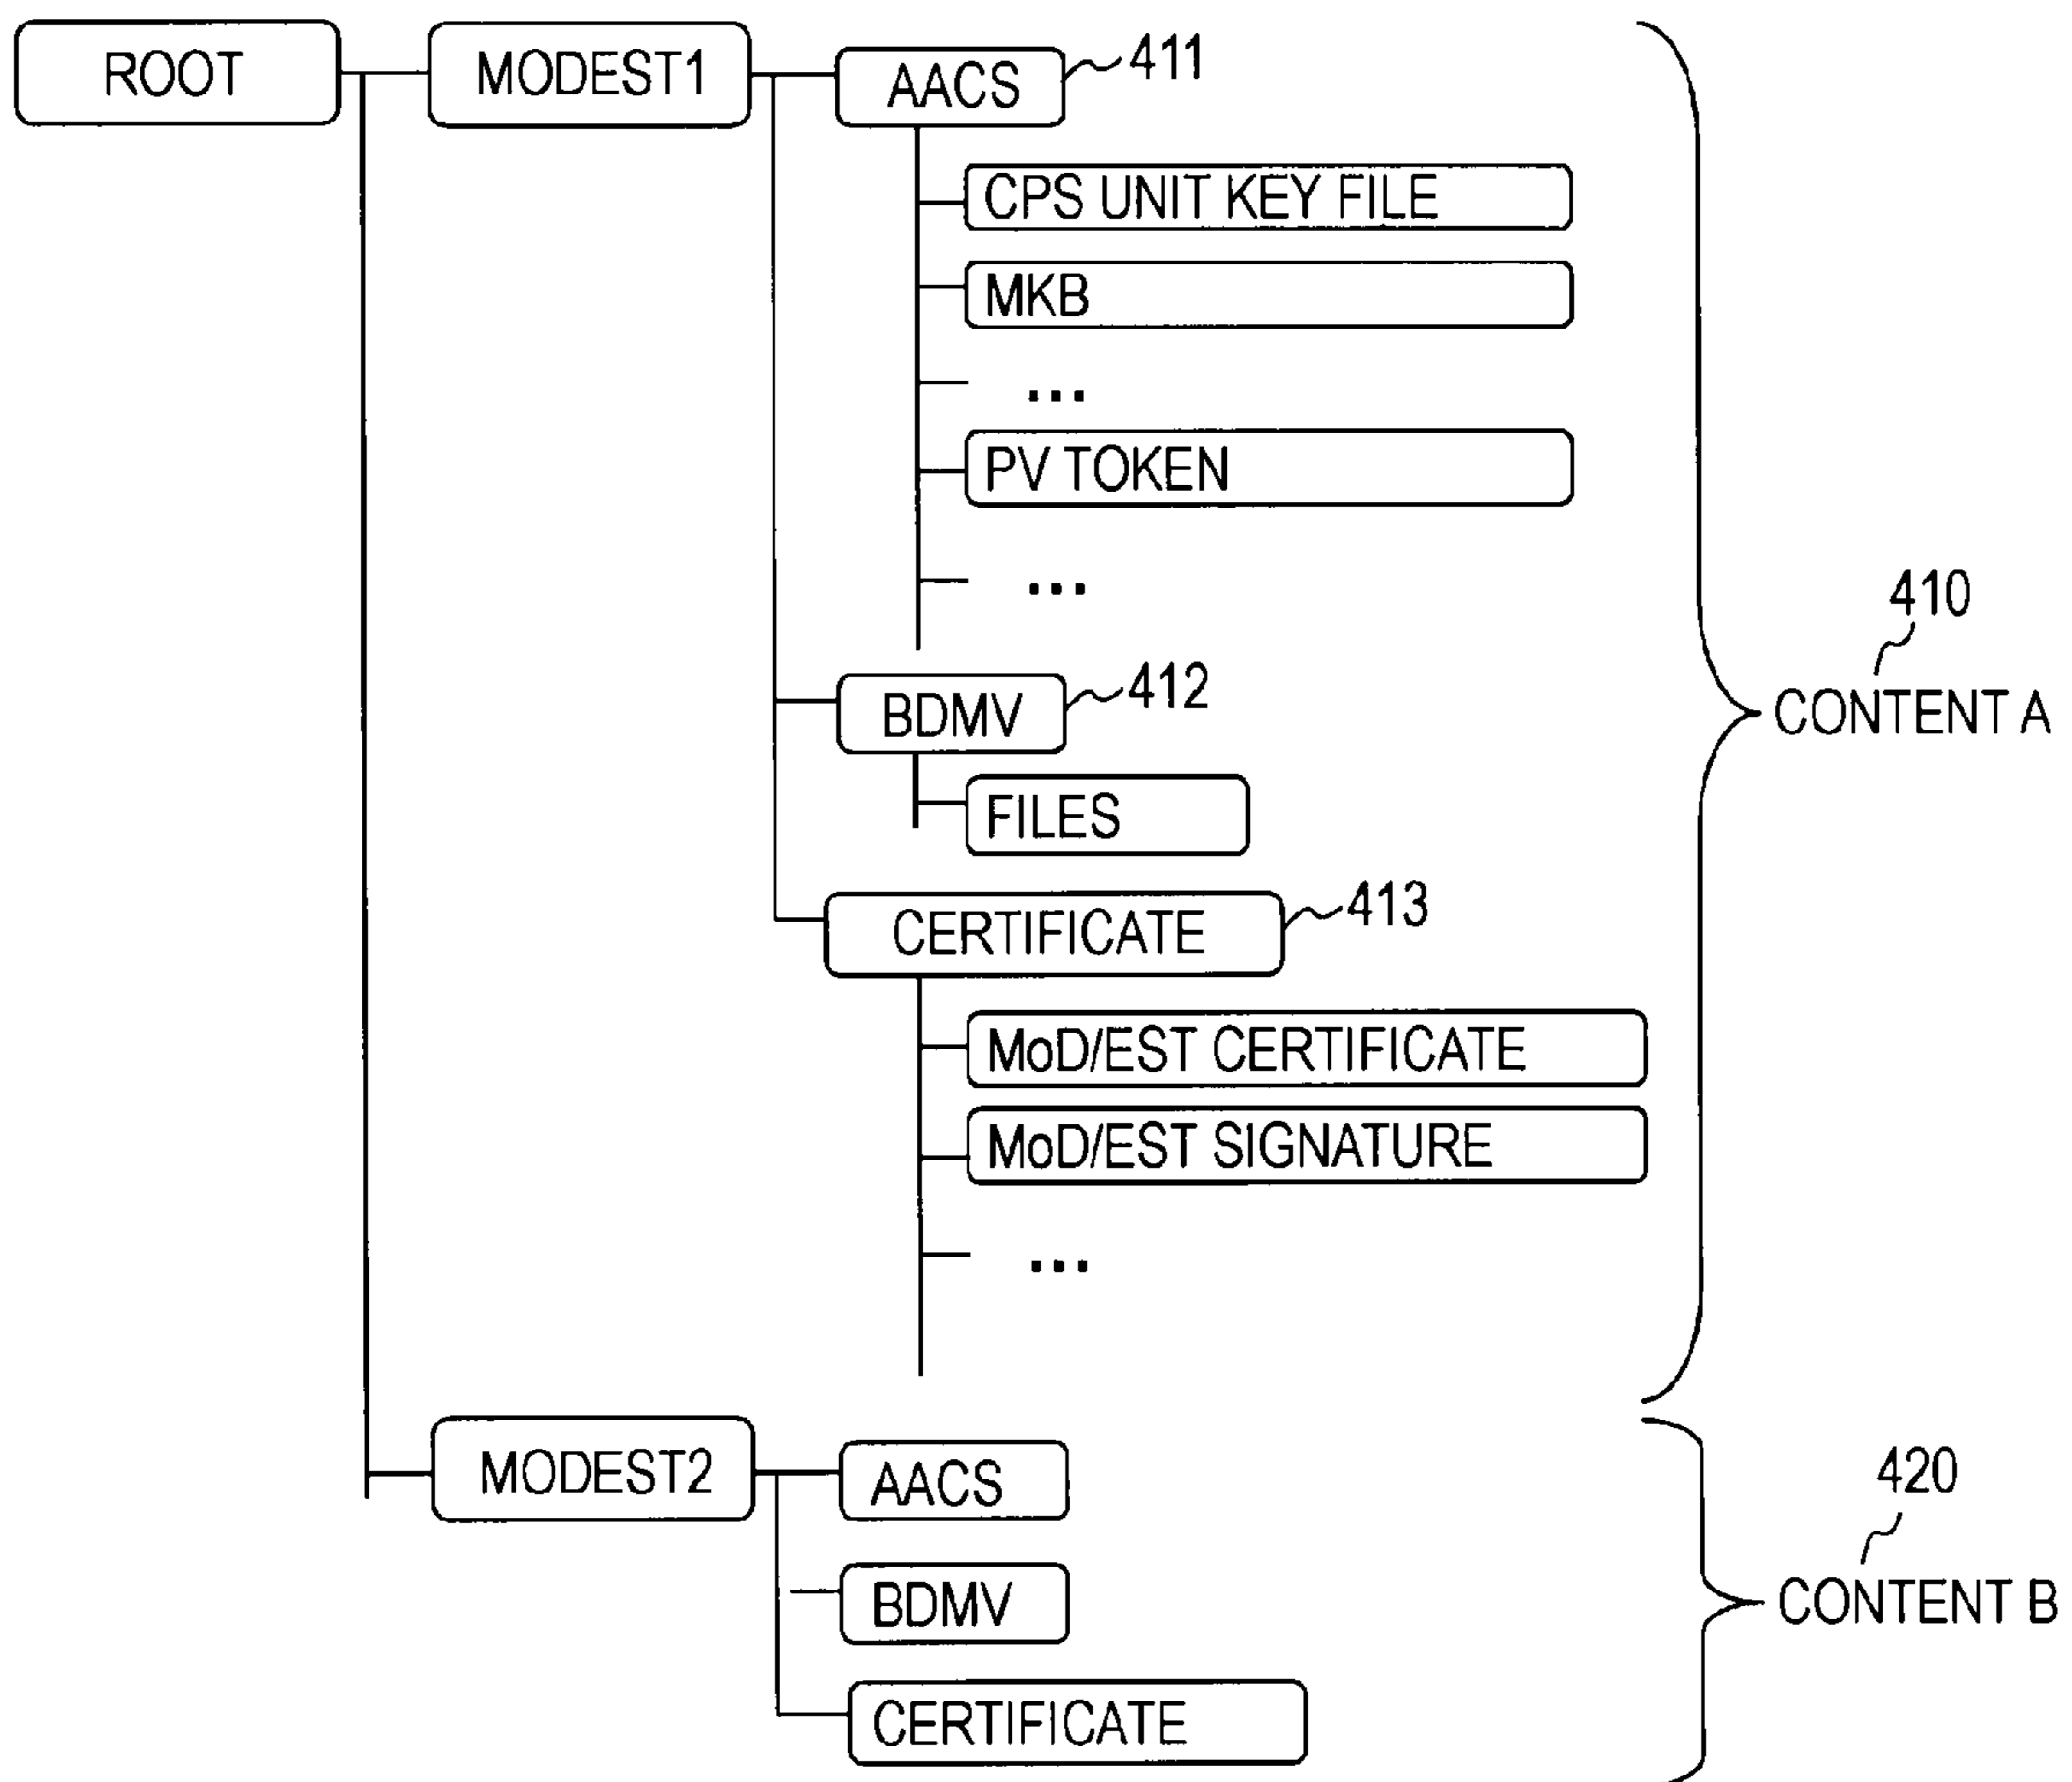 ROOT
MODEST1
AACS
411
CPS UNIT KEY FILE
MKB
...
PV TOKEN
...
410
CONTENT A
BDMV
412
FILES
CERTIFICATE
413
MoD/EST CERTIFICATE
MoD/EST SIGNATURE
...
MODEST2
AACS
420
CONTENT B
BDMV
CERTIFICATE